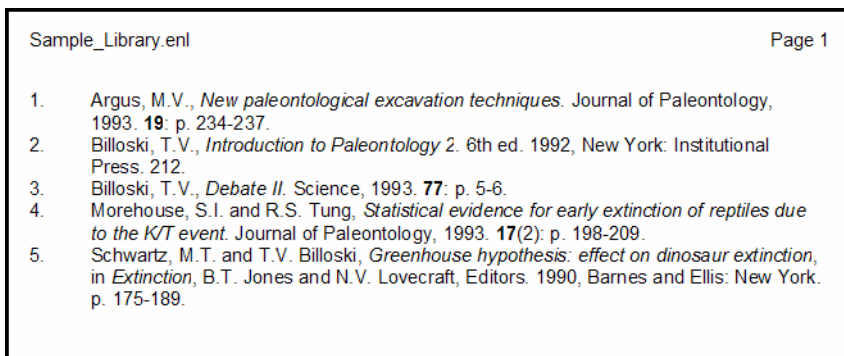 Sample_Library.enl Page 1
1. Argus, M.V., New paleontological excavation techniques. Journal of Paleontology,
1993. 19: p. 234-237.
2. Billoski, T.V., Introduction to Paleontology 2. 6th ed. 1992, New York: Institutional
Press. 212.
3. Billoski, T.V., Debate II. Science, 1993. 77: p. 5-6.
4. Morehouse, S.I. and R.S. Tung, Statistical evidence for early extinction of reptiles due
to the K/T event. Journal of Paleontology, 1993. 17(2): p. 198-209.
5. Schwartz, M.T. and T.V. Billoski, Greenhouse hypothesis: effect on dinosaur extinction,
in Extinction, B.T. Jones and N.V. Lovecraft, Editors. 1990, Barnes and Ellis: New York.
p. 175-189.